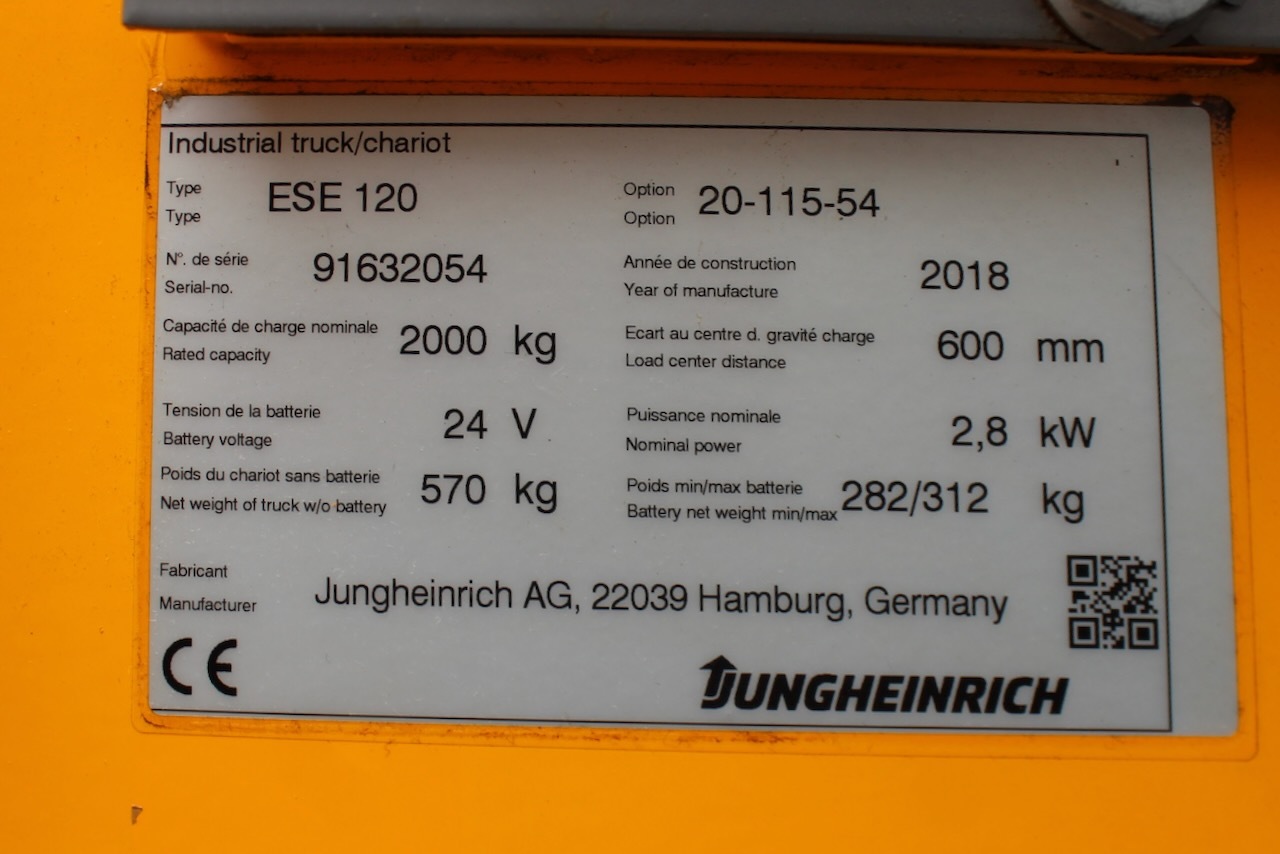 Industrial truck/chariot
Type
Type
ESE 120
Option
Option
20-115-54
N°. de série
Serial-no.
91632054
Année de construction
Year of manufacture
2018
Capacité de charge nominale
Rated capacity
2000 kg
Ecart au centre d. gravité charge
Load center distance
600 mm
Tension de la batterie
Battery voltage
24 V
Puissance nominale
Nominal power
2,8 kW
Poids du chariot sans batterie
Net weight of truck w/o battery
570 kg
Poids min/max batterie
Battery net weight min/max
282/312 kg
Fabricant
Manufacturer
Jungheinrich AG, 22039 Hamburg, Germany
CE
JUNGHEINRICH